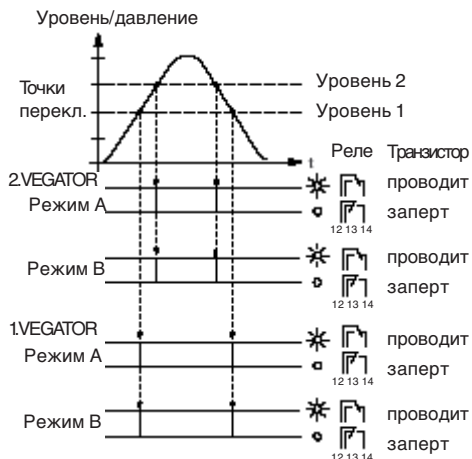 Уровень/давление
Точки
перекл.
Уровень 2
Уровень 1
t
Реле Транзистор
2.VEGATOR
Режим A
проводит
заперт
12 13 14
Режим B
проводит
заперт
12 13 14
1.VEGATOR
Режим A
проводит
заперт
12 13 14
Режим B
проводит
заперт
12 13 14